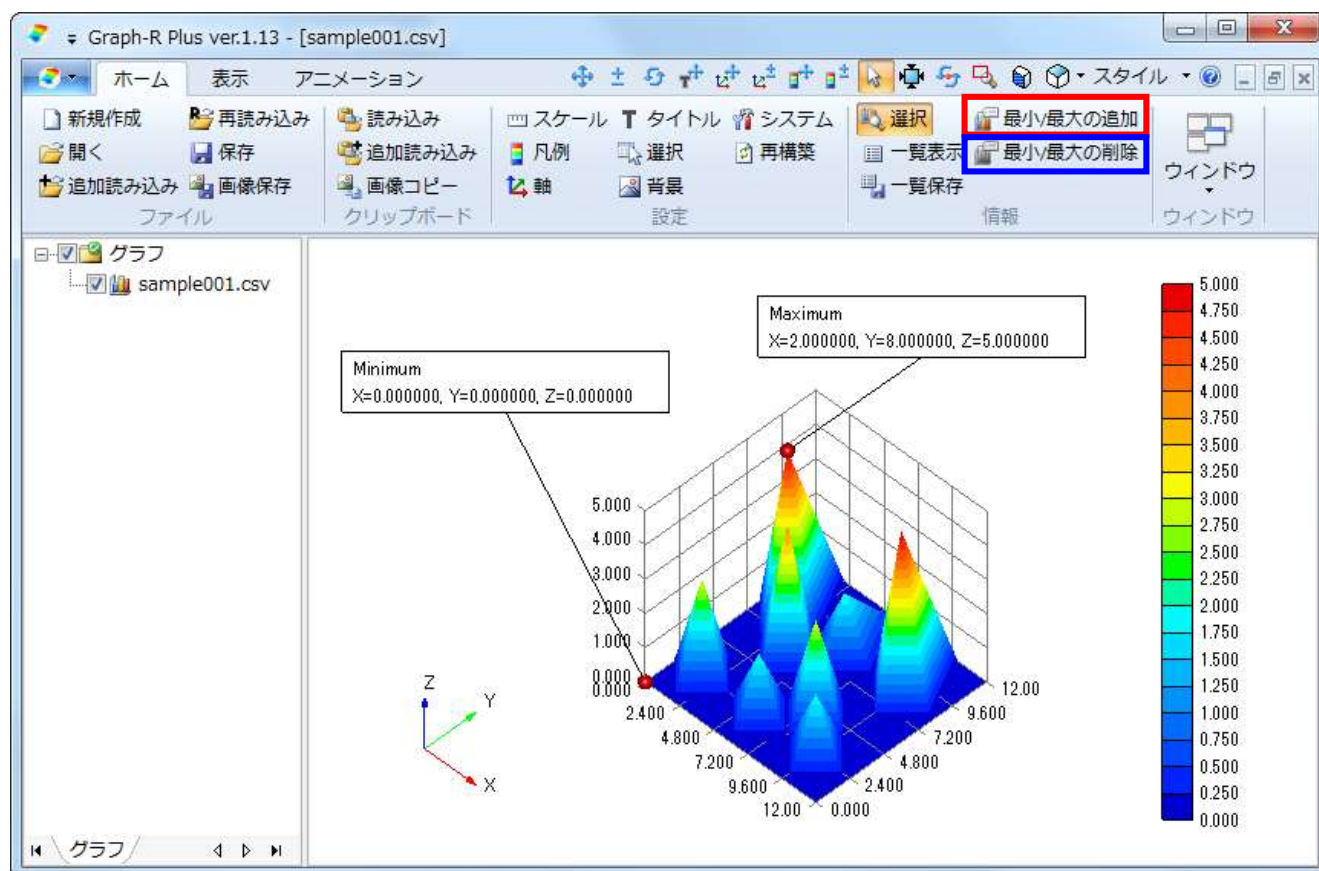 Graph-R Plus ver.1.13 - [sample001.csv]
ホーム 表示 アニメーション スタイル
新規作成 再読み込み 読み込み スケール タイトル システム 選択 最小/最大の追加
開く 保存 追加読み込み 凡例 選択 再構築 一覧表示 最小/最大の削除 ウィンドウ
追加読み込み 画像保存 画像コピー 軸 背景 一覧保存
ファイル クリップボード 設定 情報 ウィンドウ
グラフ
sample001.csv
Maximum
X=2.000000, Y=8.000000, Z=5.000000
Minimum
X=0.000000, Y=0.000000, Z=0.000000
5.000
4.000
3.000
2.000
1.000
0.000
0.000
2.400
4.800
7.200
9.600
12.00
0.000
2.400
4.800
7.200
9.600
12.00
Z
Y
X
5.000
4.750
4.500
4.250
4.000
3.750
3.500
3.250
3.000
2.750
2.500
2.250
2.000
1.750
1.500
1.250
1.000
0.750
0.500
0.250
0.000
グラフ